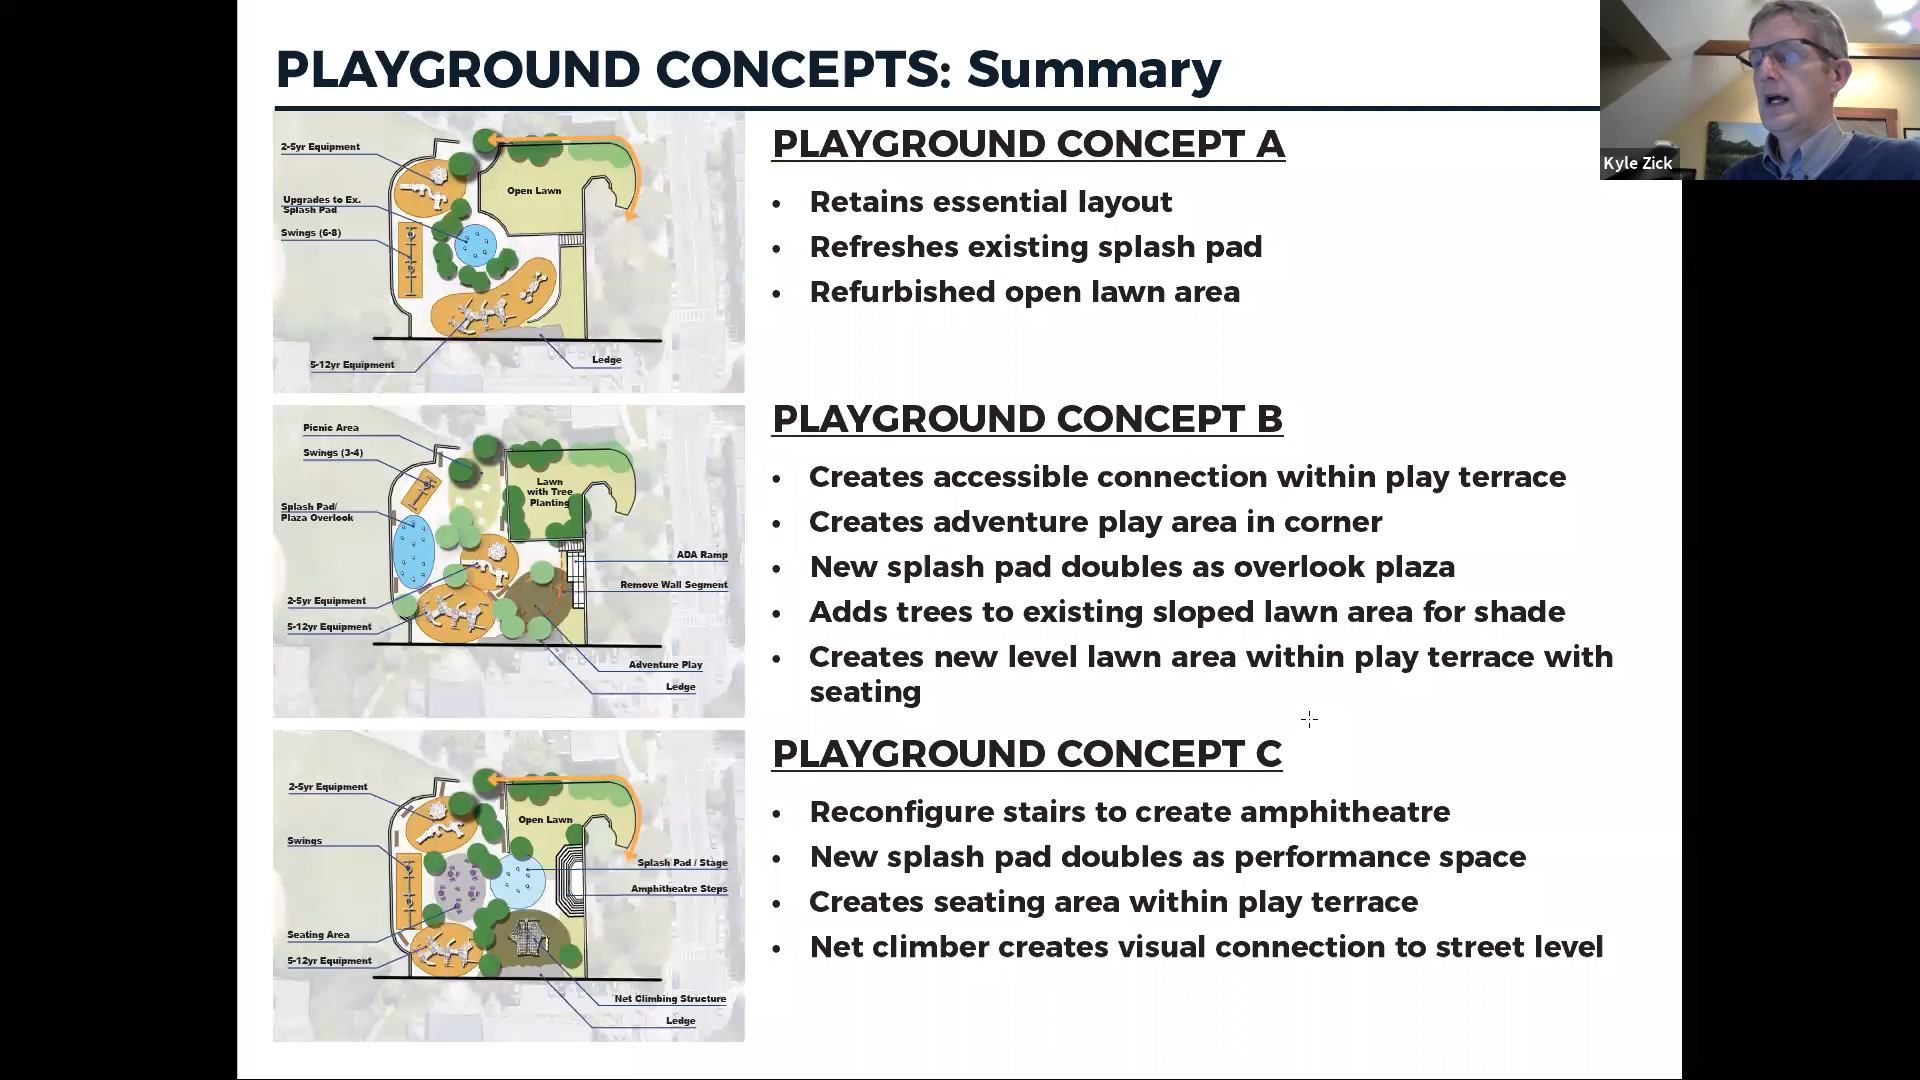 PLAYGROUND CONCEPTS: Summary
Kyle Zick
2-5yr Equipment
Upgrades to Ex.
Splash Pad
Swings (6-8)
Open Lawn
5-12yr Equipment
Ledge
PLAYGROUND CONCEPT A
• Retains essential layout
• Refreshes existing splash pad
• Refurbished open lawn area
Picnic Area
Swings (3-4)
Splash Pad/
Plaza Overlook
Lawn
with Tree
Planting
ADA Ramp
Remove Wall Segment
2-5yr Equipment
5-12yr Equipment
Adventure Play
Ledge
PLAYGROUND CONCEPT B
• Creates accessible connection within play terrace
• Creates adventure play area in corner
• New splash pad doubles as overlook plaza
• Adds trees to existing sloped lawn area for shade
• Creates new level lawn area within play terrace with
seating
2-5yr Equipment
Swings
Open Lawn
Splash Pad / Stage
Amphitheatre Steps
Seating Area
5-12yr Equipment
Net Climbing Structure
Ledge
PLAYGROUND CONCEPT C
• Reconfigure stairs to create amphitheatre
• New splash pad doubles as performance space
• Creates seating area within play terrace
• Net climber creates visual connection to street level